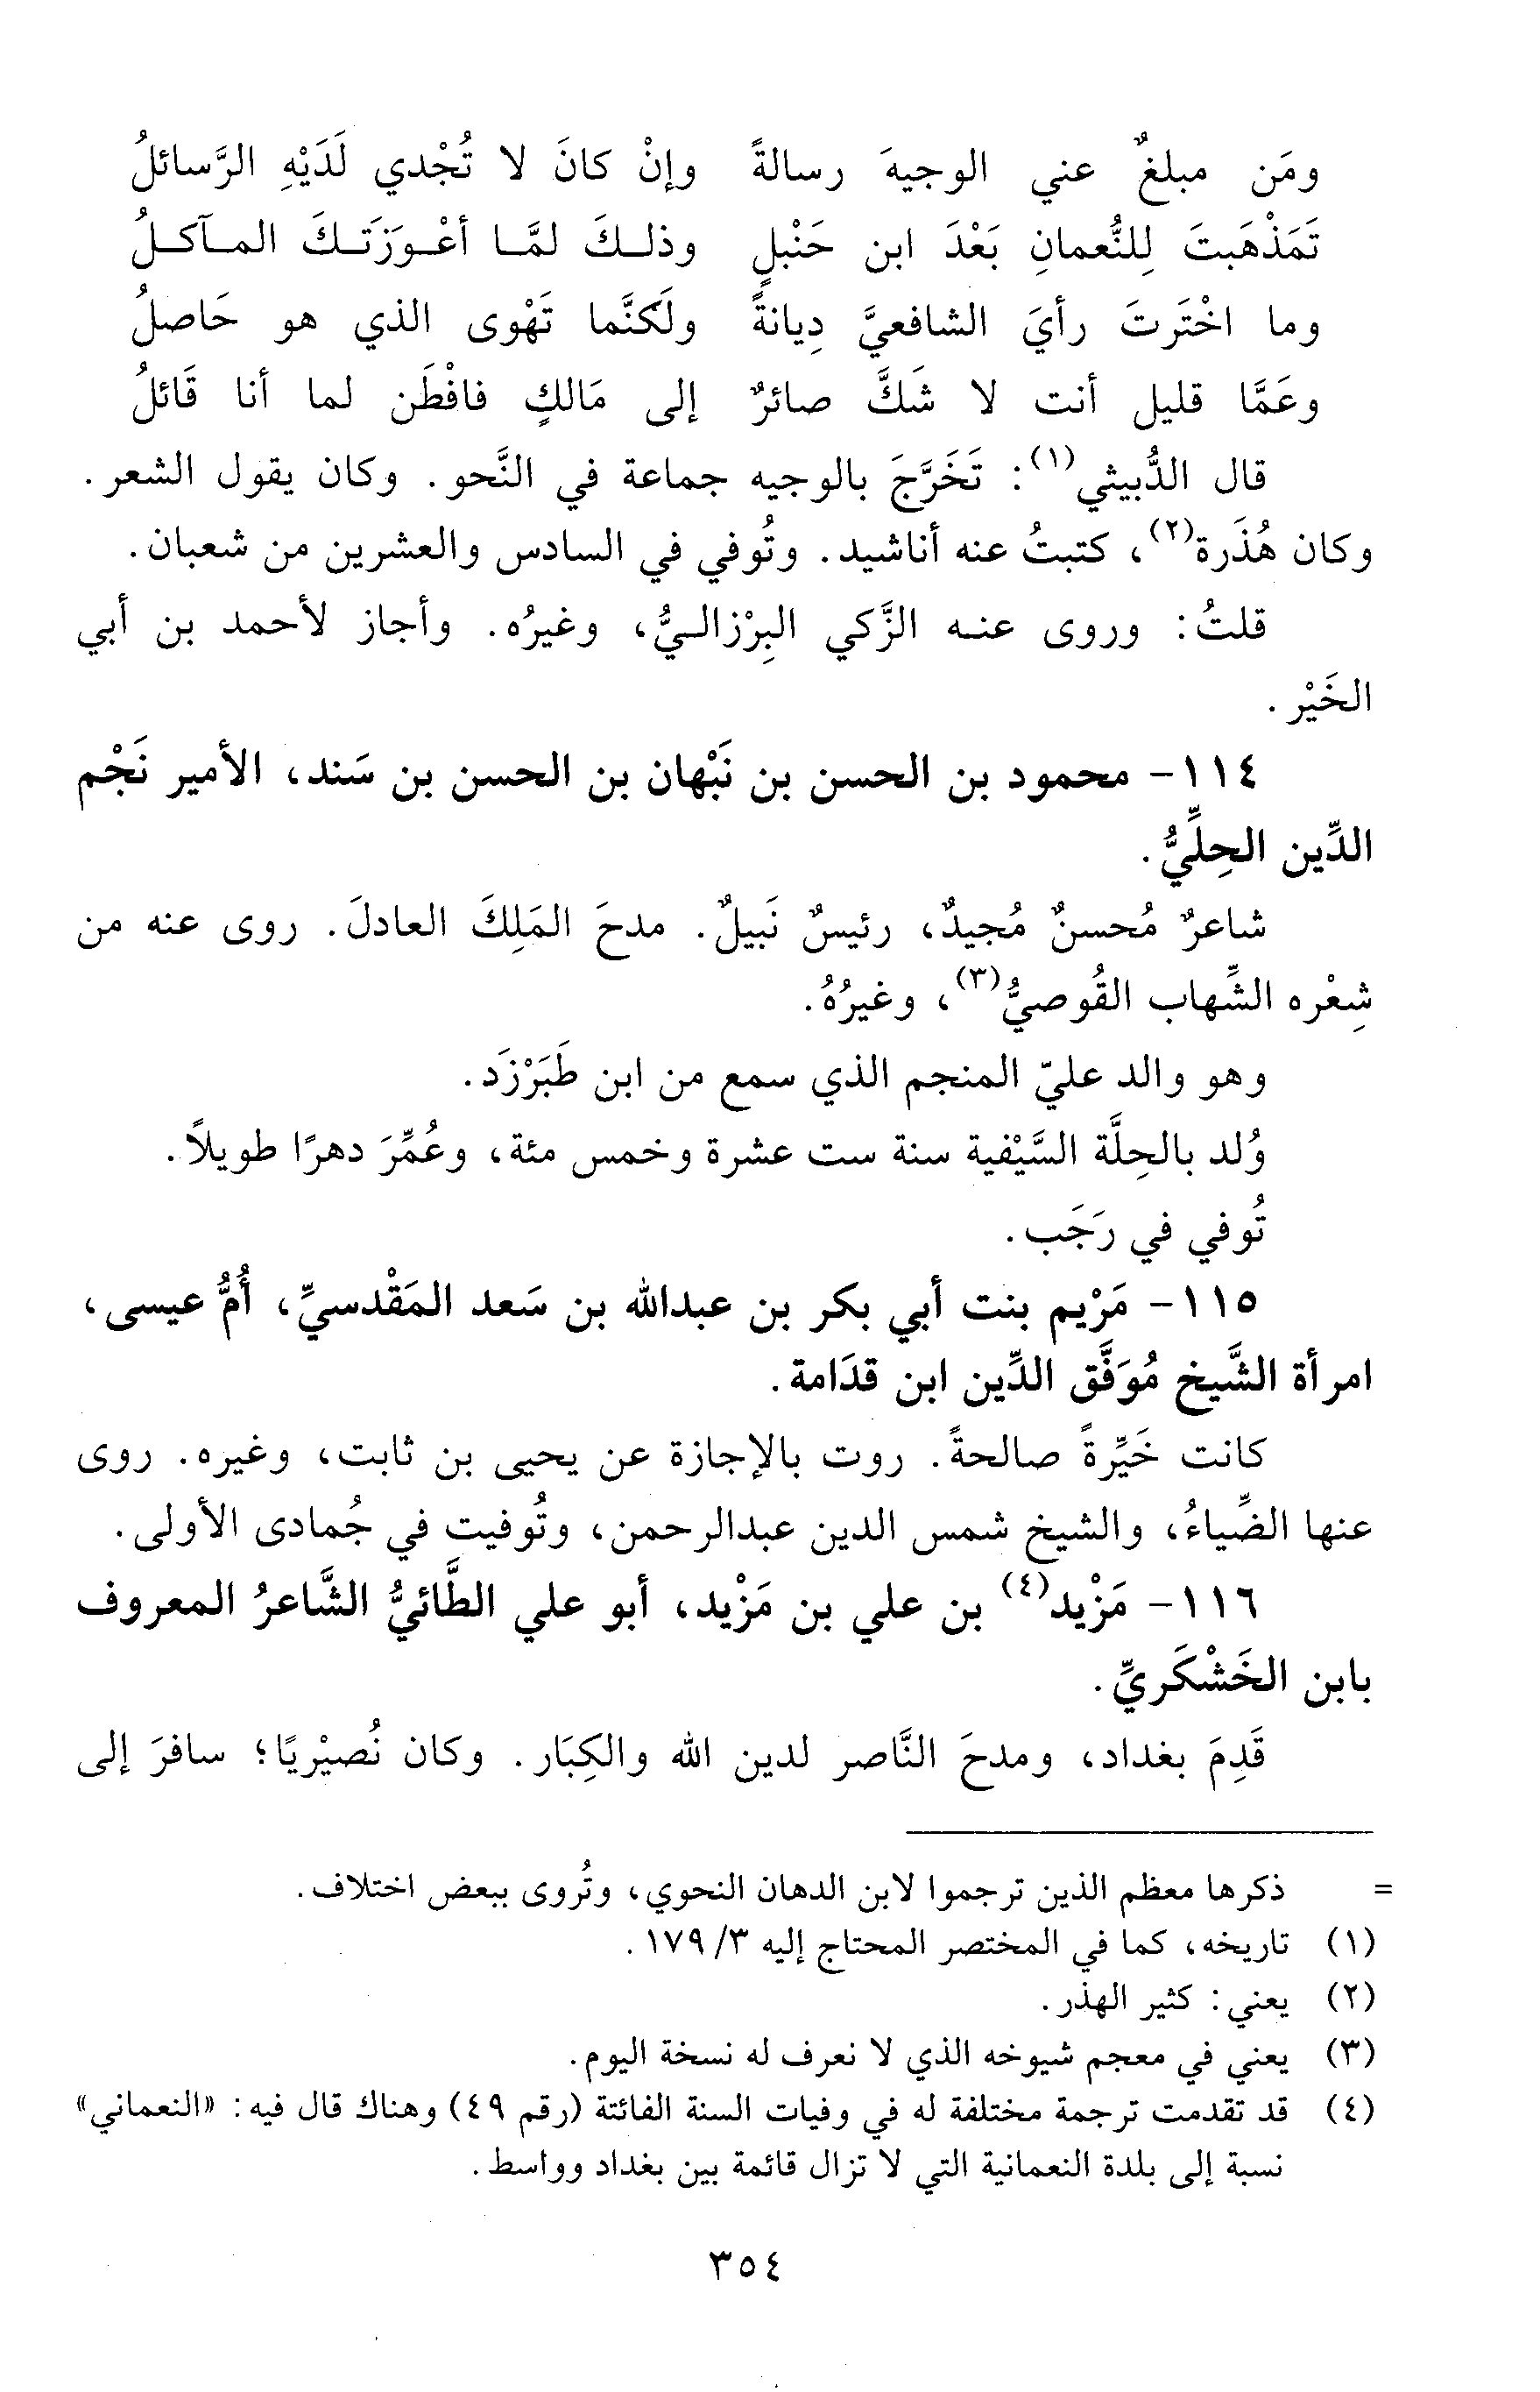 ومَن مبلغٌ عني الوجيهَ رسالةً وإنْ كانَ لا تُجْدي لَدَيْهِ الرَّسائلُ
تَمَذْهَبتَ لِلنُّعمانِ بَعْدَ ابن حَنْبلٍ وذلـكَ لمَّـا أعْـوَزَتـكَ المـآكـلُ
وما اخْتَرتَ رأيَ الشافعيَّ دِيانةً ولَكنَّما تَهْوى الذي هو حَاصلُ
وعَمَّا قليل أنت لا شَكَّ صائرٌ إلى مَالكٍ فافْطَن لما أنا قَائلُ
قال الدُّبيثي(١): تَخَرَّجَ بالوجيه جماعة في النَّحو. وكان يقول الشعر.
وكان هُذَرة(٢)، كتبتُ عنه أناشيد. وتُوفي في السادس والعشرين من شعبان.
قلتُ: وروى عنـه الزَّكي البِرْزالـيُّ، وغيرُه. وأجاز لأحمد بن أبي
الخَيْر.
١١٤- محمود بن الحسن بن نَبْهان بن الحسن بن سَند، الأمير نَجْم
الدِّين الحِلِّيُّ.
شاعرٌ مُحسنٌ مُجيدٌ، رئيسٌ نَبيلٌ. مدحَ المَلِكَ العادلَ. روى عنه من
شِعْره الشِّهاب القُوصيُّ(٣)، وغيرُهُ.
وهو والد عليّ المنجم الذي سمع من ابن طَبَرْزَد.
وُلد بالحِلَّة السَّيْفية سنة ست عشرة وخمس مئة، وعُمِّرَ دهرًا طويلاً.
تُوفي في رَجَب.
١١٥- مَرْيم بنت أبي بكر بن عبدالله بن سَعد المَقْدسيِّ، أُمُّ عيسى،
امرأة الشَّيخ مُوَفَّق الدِّين ابن قدَامة.
كانت خَيِّرةً صالحةً. روت بالإجازة عن يحيى بن ثابت، وغيره. روى
عنها الضِّياءُ، والشيخ شمس الدين عبدالرحمن، وتُوفيت في جُمادى الأولى.
١١٦- مَزْيد(٤) بن علي بن مَزْيد، أبو علي الطَّائيُّ الشَّاعرُ المعروف
بابن الخَشْكَريِّ.
قَدِمَ بغداد، ومدحَ النَّاصر لدين الله والكِبَار. وكان نُصيْريًا؛ سافرَ إلى
= ذكرها معظم الذين ترجموا لابن الدهان النحوي، وتُروى ببعض اختلاف.
(١) تاريخه، كما في المختصر المحتاج إليه ٣/ ١٧٩.
(٢) يعني: كثير الهذر.
(٣) يعني في معجم شيوخه الذي لا نعرف له نسخة اليوم.
(٤) قد تقدمت ترجمة مختلفة له في وفيات السنة الفائتة (رقم ٤٩) وهناك قال فيه: «النعماني»
نسبة إلى بلدة النعمانية التي لا تزال قائمة بين بغداد وواسط.
٣٥٤